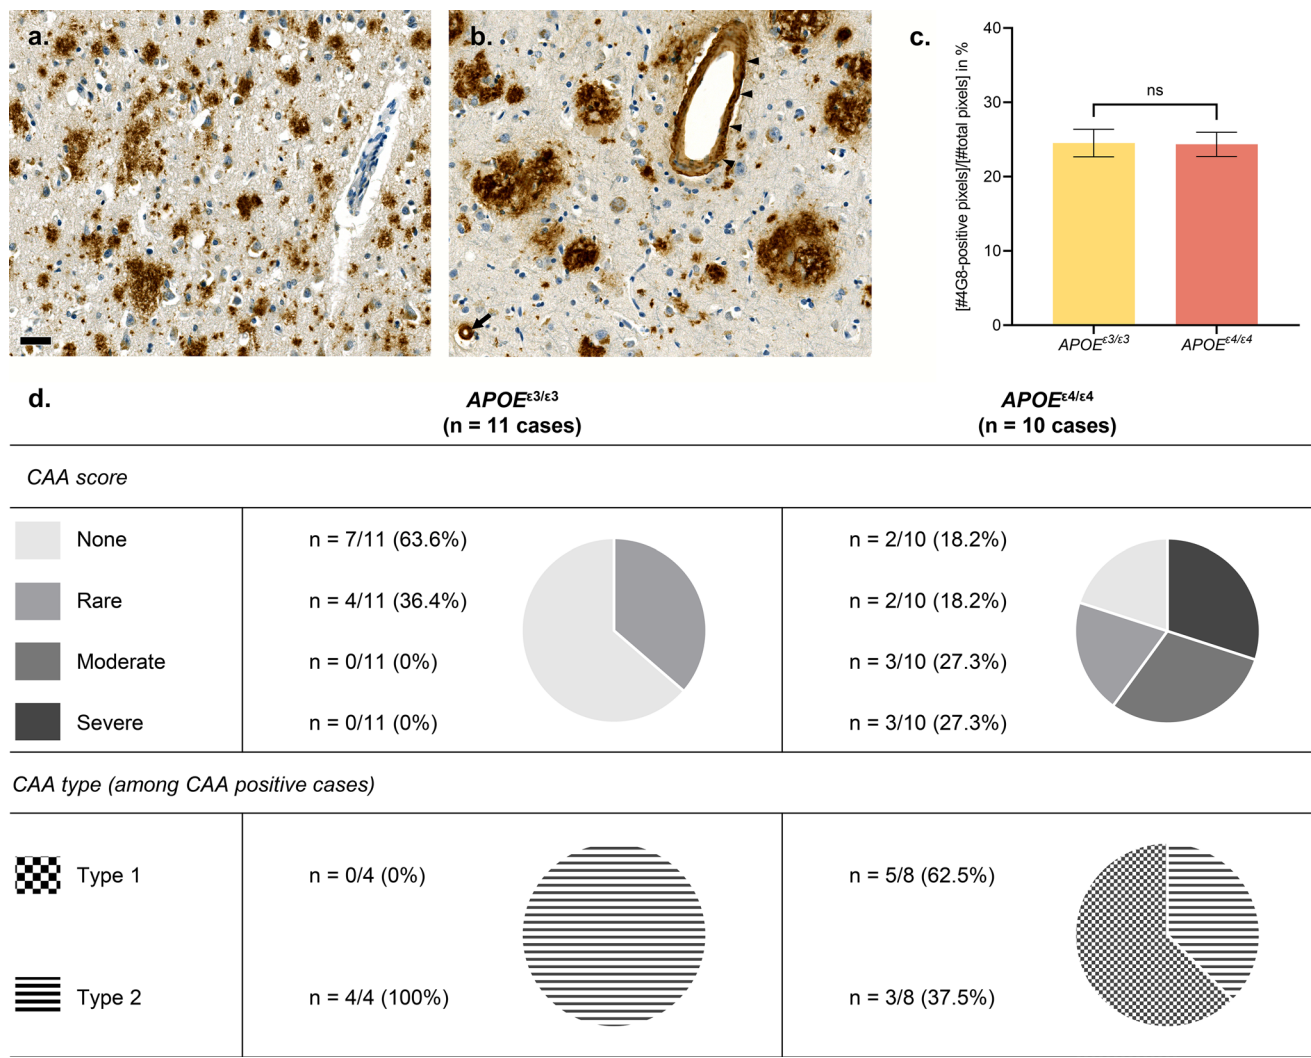 a.
b.
c.
[#4G8-positive pixels]/[#total pixels] in %
40
30
20
10
0
ns
APOEε3/ε3
APOEε4/ε4
d.
APOEε3/ε3
(n = 11 cases)
APOEε4/ε4
(n = 10 cases)
CAA score
None
n = 7/11 (63.6%)
n = 2/10 (18.2%)
Rare
n = 4/11 (36.4%)
n = 2/10 (18.2%)
Moderate
n = 0/11 (0%)
n = 3/10 (27.3%)
Severe
n = 0/11 (0%)
n = 3/10 (27.3%)
CAA type (among CAA positive cases)
Type 1
n = 0/4 (0%)
n = 5/8 (62.5%)
Type 2
n = 4/4 (100%)
n = 3/8 (37.5%)